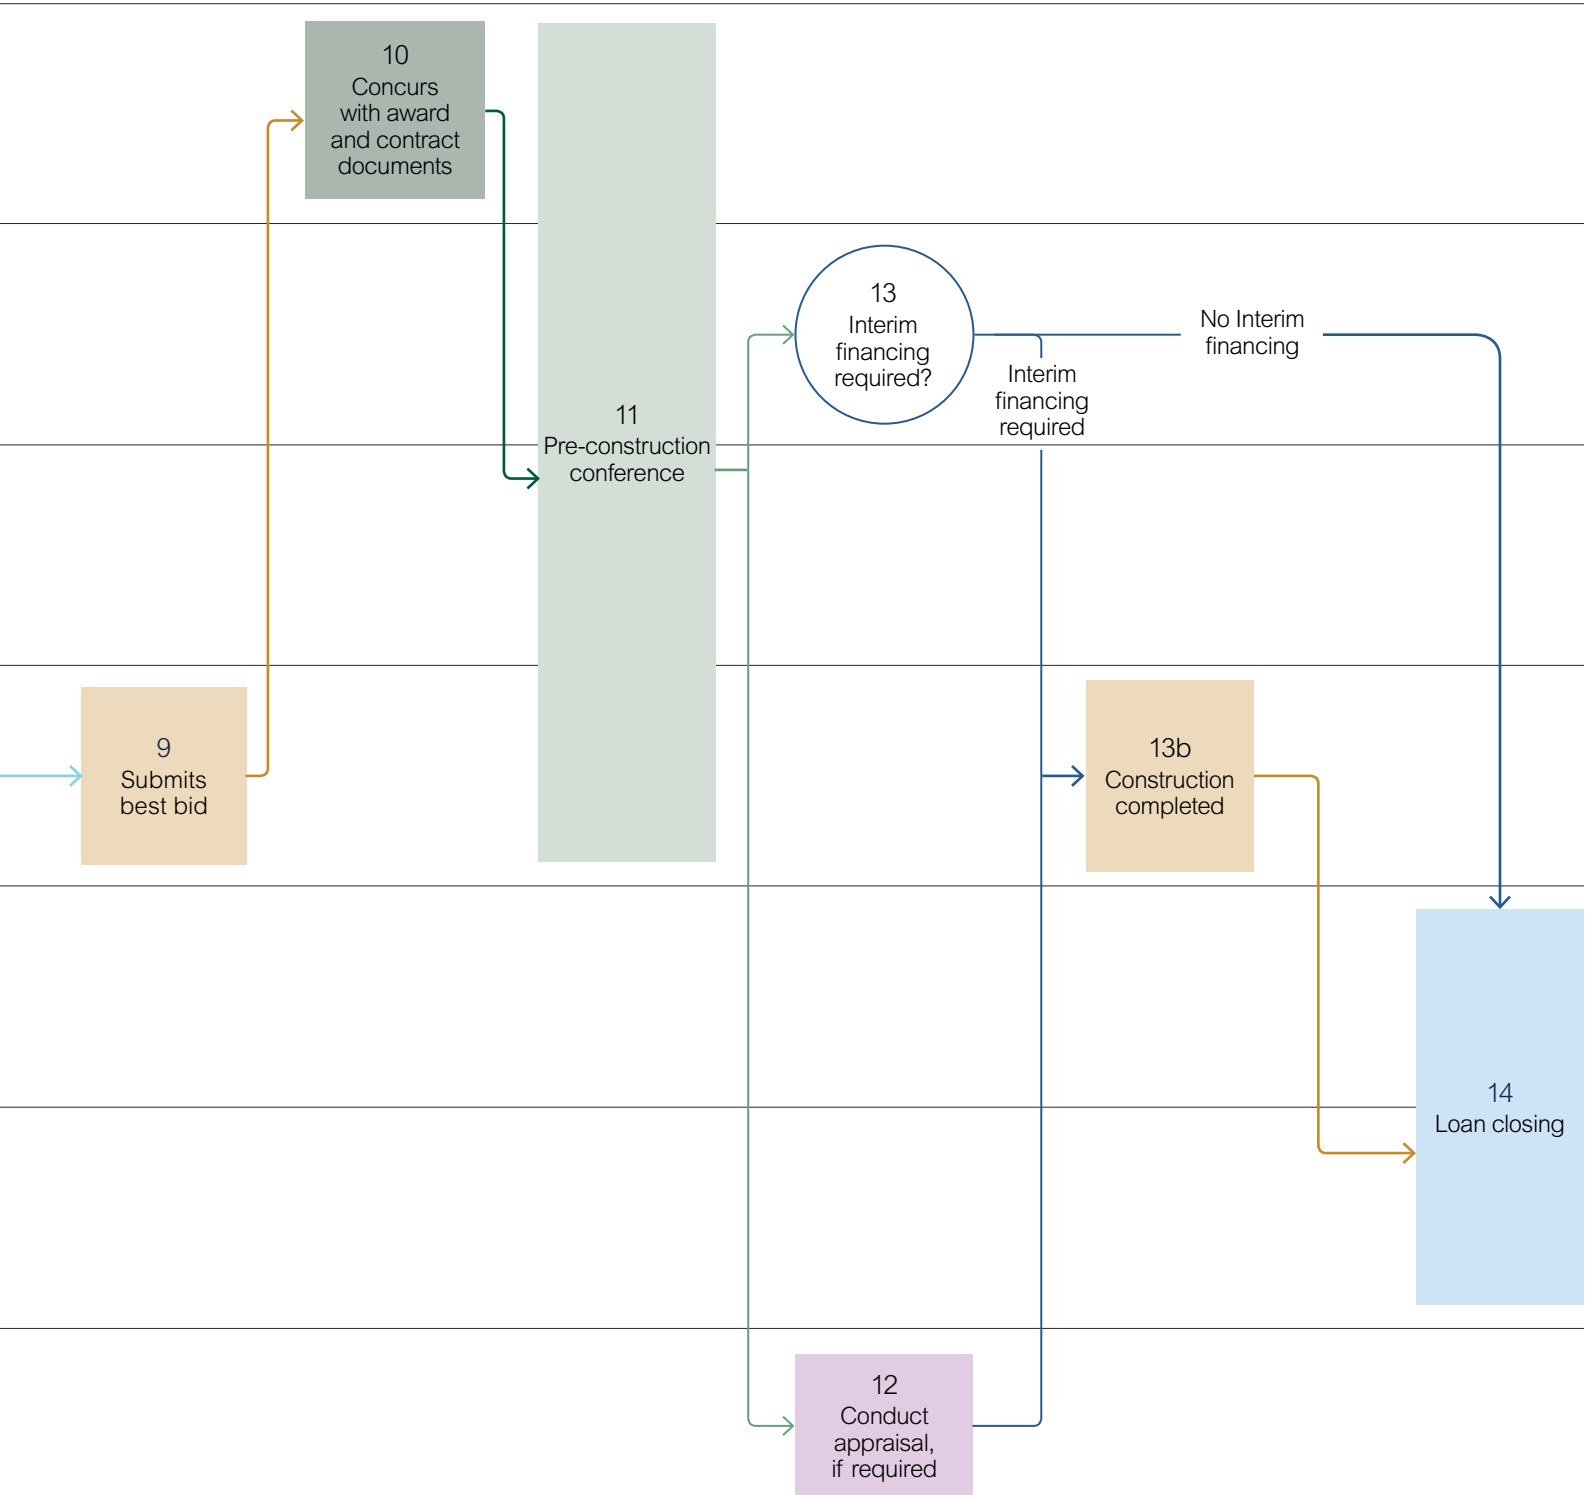 10
Concurs
with award
and contract
documents
13
Interim
financing
required?
No Interim
financing
Interim
financing
required
11
Pre-construction
conference
9
Submits
best bid
13b
Construction
completed
14
Loan closing
12
Conduct
appraisal,
if required